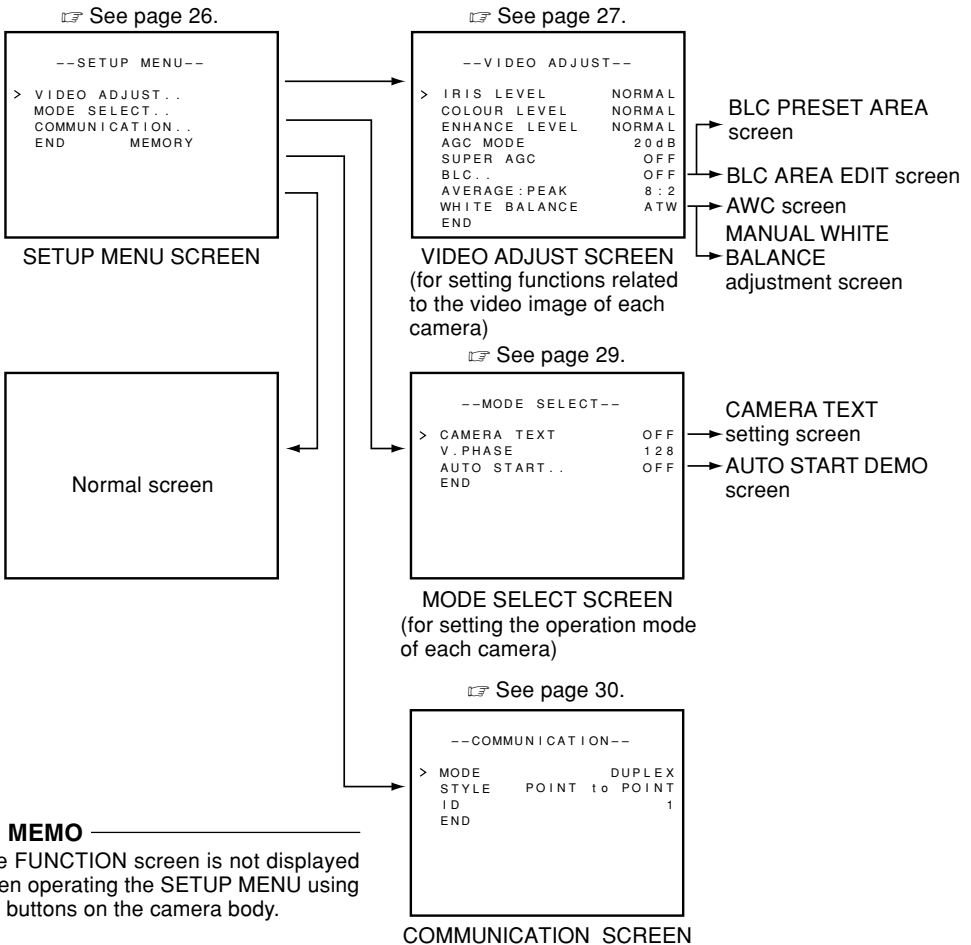 ☞ See page 26.
--SETUP MENU--
> VIDEO ADJUST..
MODE SELECT..
COMMUNICATION..
END MEMORY
SETUP MENU SCREEN
☞ See page 27.
--VIDEO ADJUST--
> IRIS LEVEL NORMAL
COLOUR LEVEL NORMAL
ENHANCE LEVEL NORMAL
AGC MODE 20dB
SUPER AGC OFF
BLC.. OFF
AVERAGE:PEAK 8:2
WHITE BALANCE ATW
END
BLC PRESET AREA
screen
BLC AREA EDIT screen
AWC screen
MANUAL WHITE
BALANCE
adjustment screen
VIDEO ADJUST SCREEN
(for setting functions related
to the video image of each
camera)
Normal screen
☞ See page 29.
--MODE SELECT--
> CAMERA TEXT OFF
V.PHASE 128
AUTO START.. OFF
END
CAMERA TEXT
setting screen
AUTO START DEMO
screen
MODE SELECT SCREEN
(for setting the operation mode
of each camera)
☞ See page 30.
--COMMUNICATION--
> MODE DUPLEX
STYLE POINT to POINT
ID 1
END
COMMUNICATION SCREEN
MEMO
e FUNCTION screen is not displayed
en operating the SETUP MENU using
buttons on the camera body.